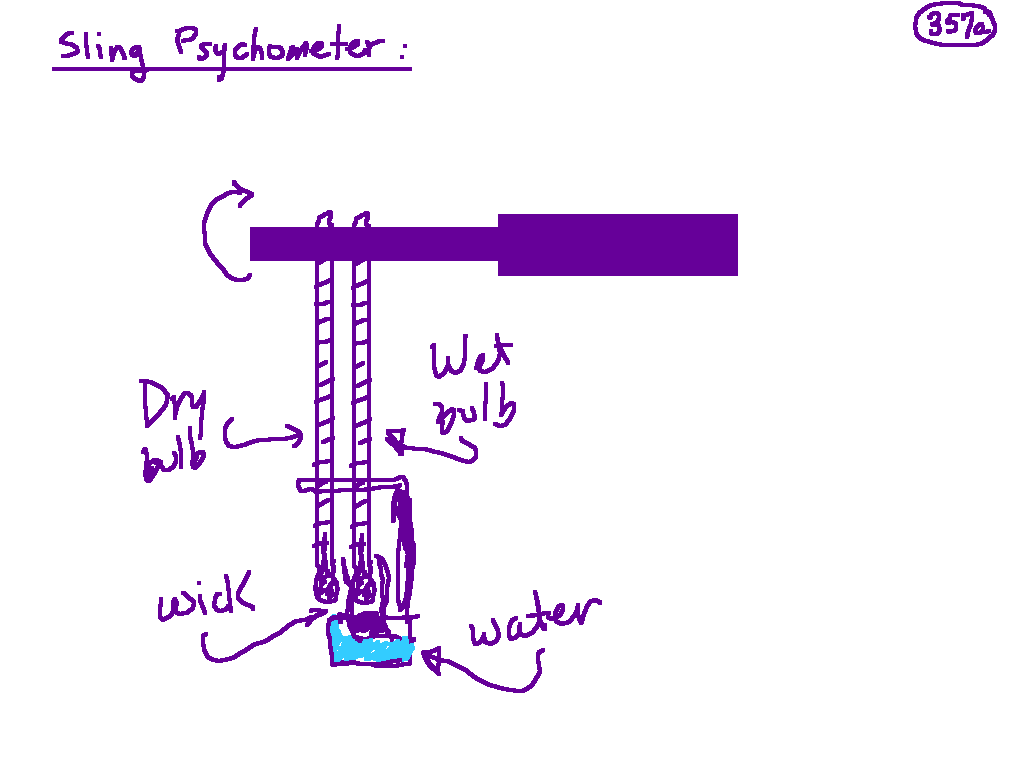 357a
Sling Psychometer:
Wet
bulb
Dry
bulb
wick
water